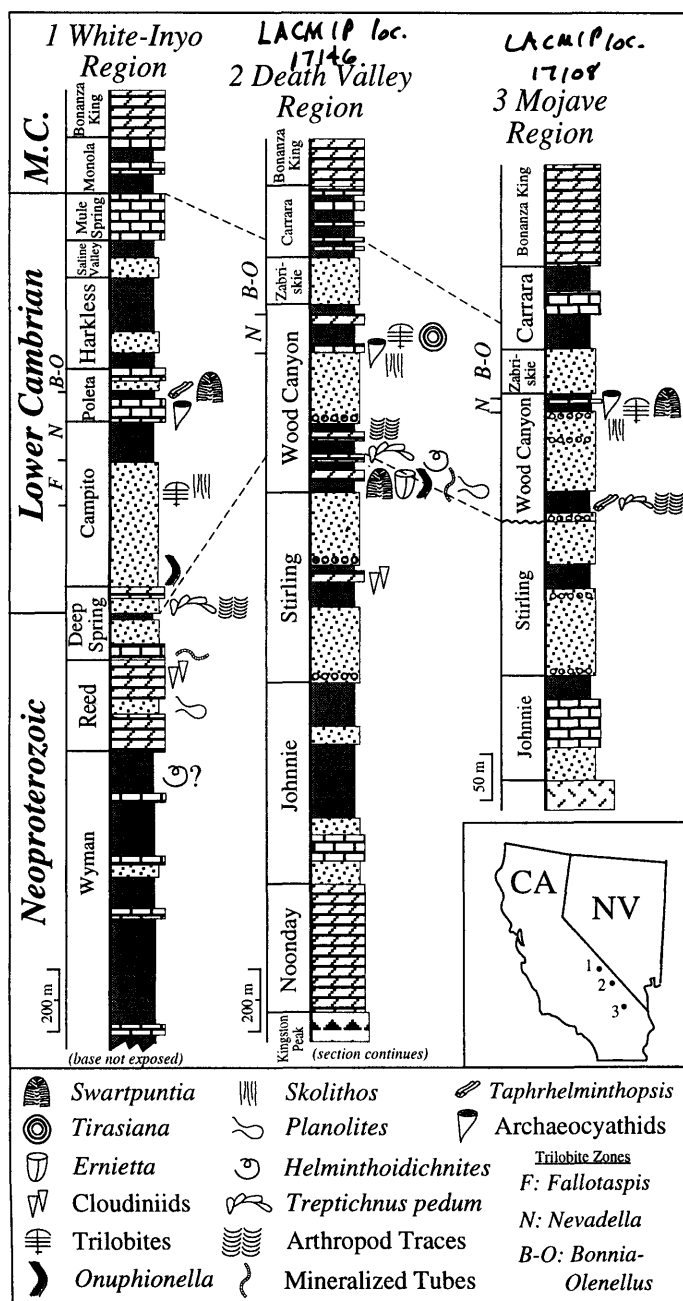 1 White-Inyo
Region
LACMIP loc.
17146
2 Death Valley
Region
LACMIP loc.
17108
3 Mojave
Region
M.C.
Lower Cambrian
Neoproterozoic
Bonanza
King
Monola
Mule
Spring
Saline
Valley
Harkless
Poleta
Campito
Deep
Spring
Reed
Wyman
B-O
N
F
?
200 m
(base not exposed)
Bonanza
King
Carrara
Zabri-
skie
Wood Canyon
Stirling
Johnnie
Noonday
Kingston
Peak
B-O
N
200 m
(section continues)
Bonanza King
Carrara
Zabri-
skie
Wood Canyon
Stirling
Johnnie
B-O
N
50 m
CA
NV
1
2
3
Swartpuntia
Tirasiana
Ernietta
Cloudiniids
Trilobites
Onuphionella
Skolithos
Planolites
Helminthoidichnites
Treptichnus pedum
Arthropod Traces
Mineralized Tubes
Taphrhelminthopsis
Archaeocyathids
Trilobite Zones
F: Fallotaspis
N: Nevadella
B-O: Bonnia-
Olenellus